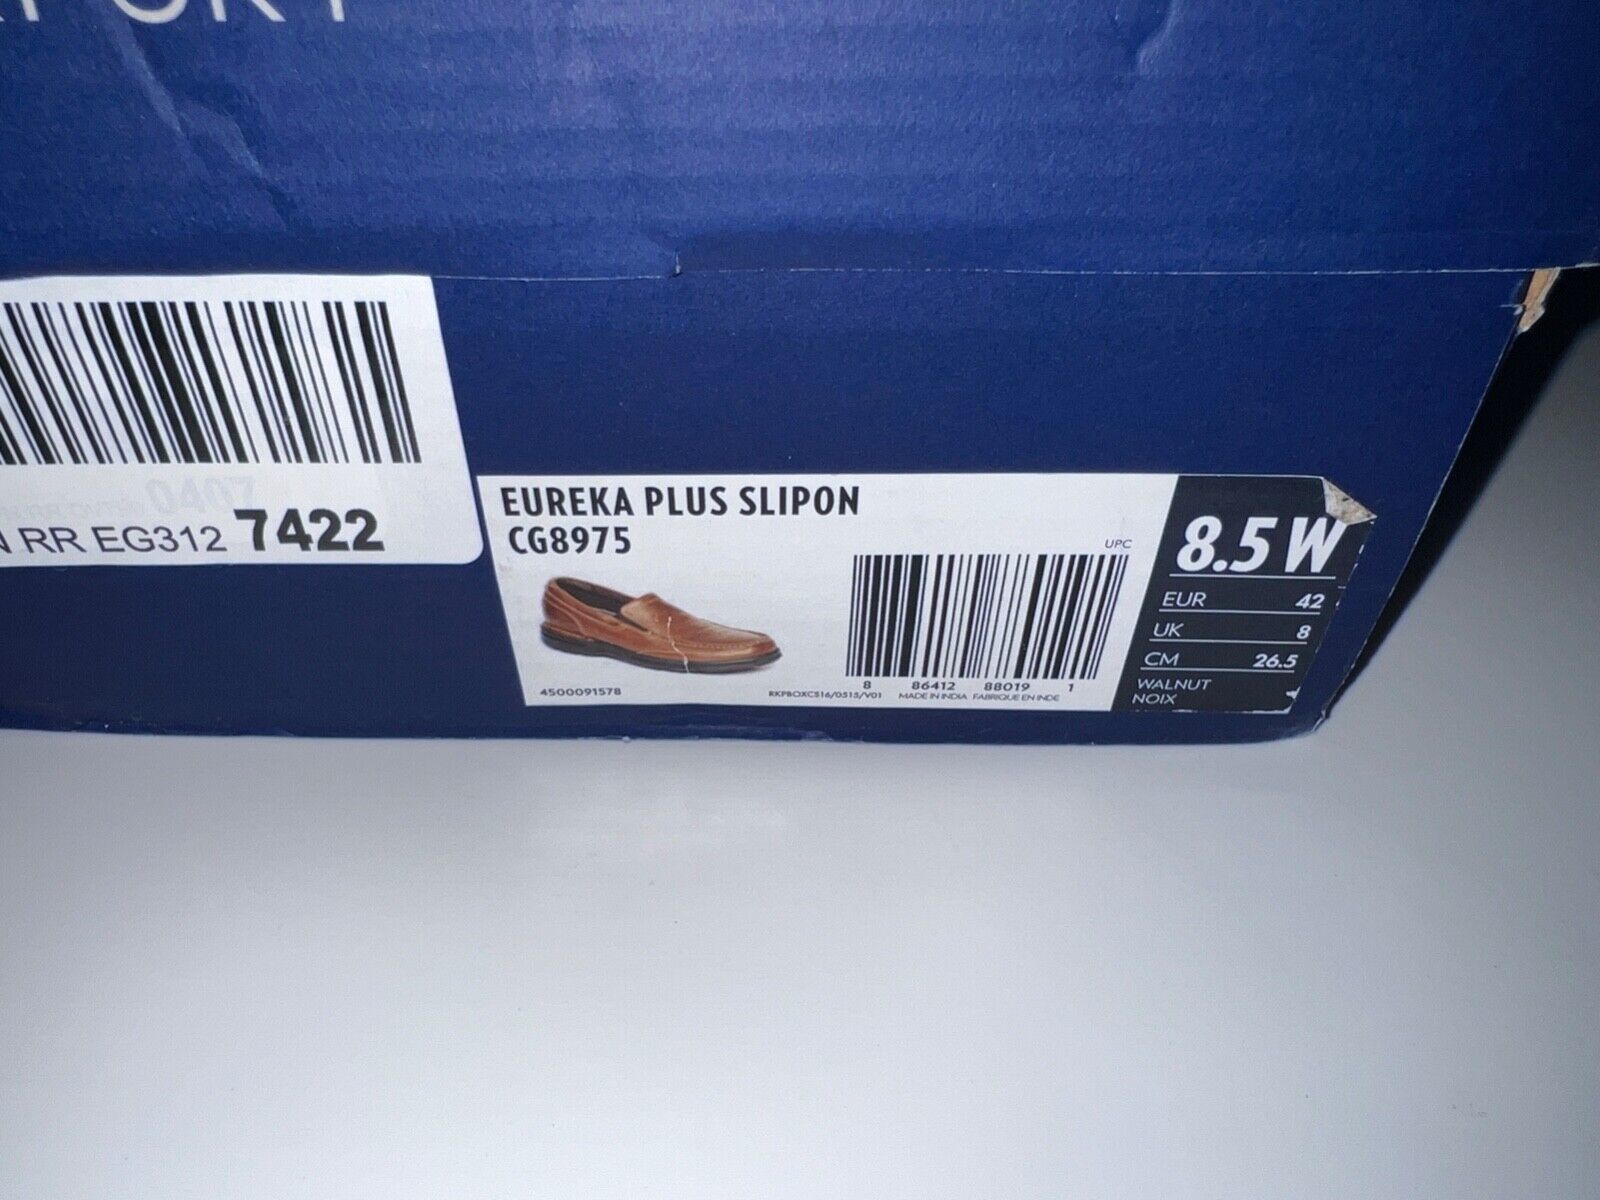 RR EG312 7422
EUREKA PLUS SLIPON
CG8975
UPC
8 86412 88019 1
4500091578
RKPBOXCS16/0515/V01 MADE IN INDIA FABRIQUE EN INDE
8.5 W
EUR 42
UK 8
CM 26.5
WALNUT
NOIX